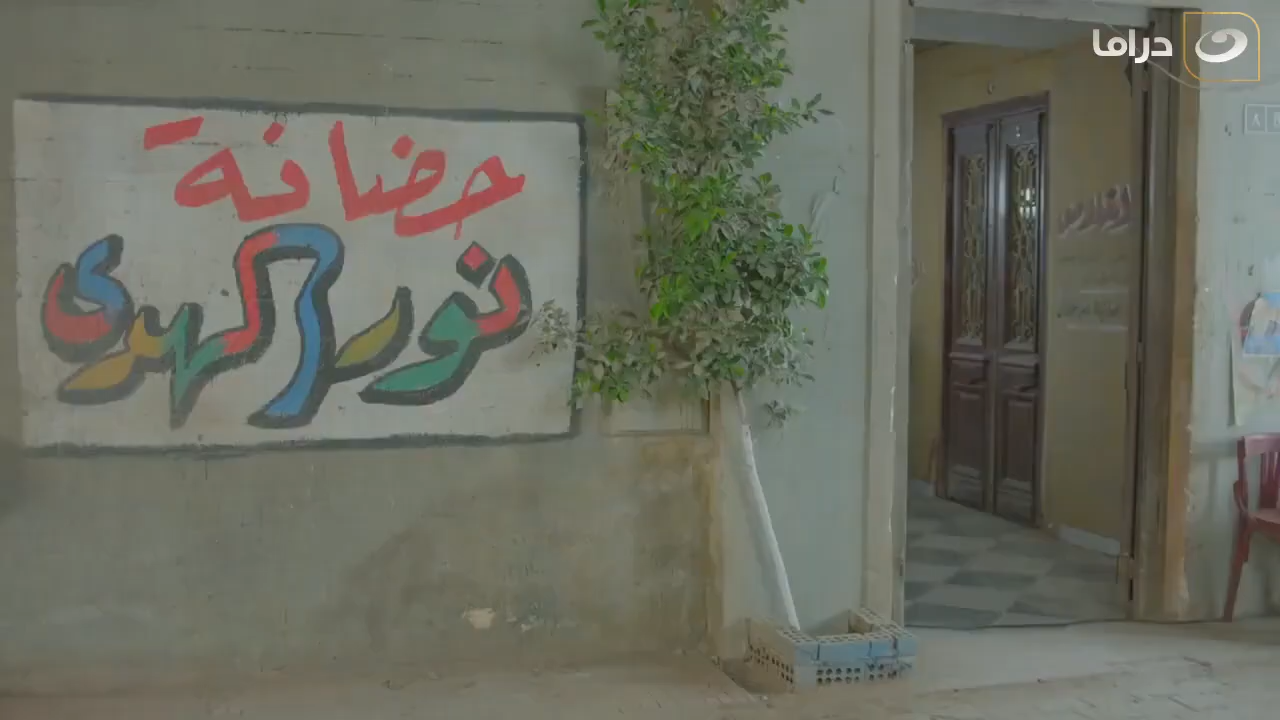 دراما
حضانة
نور الهدى